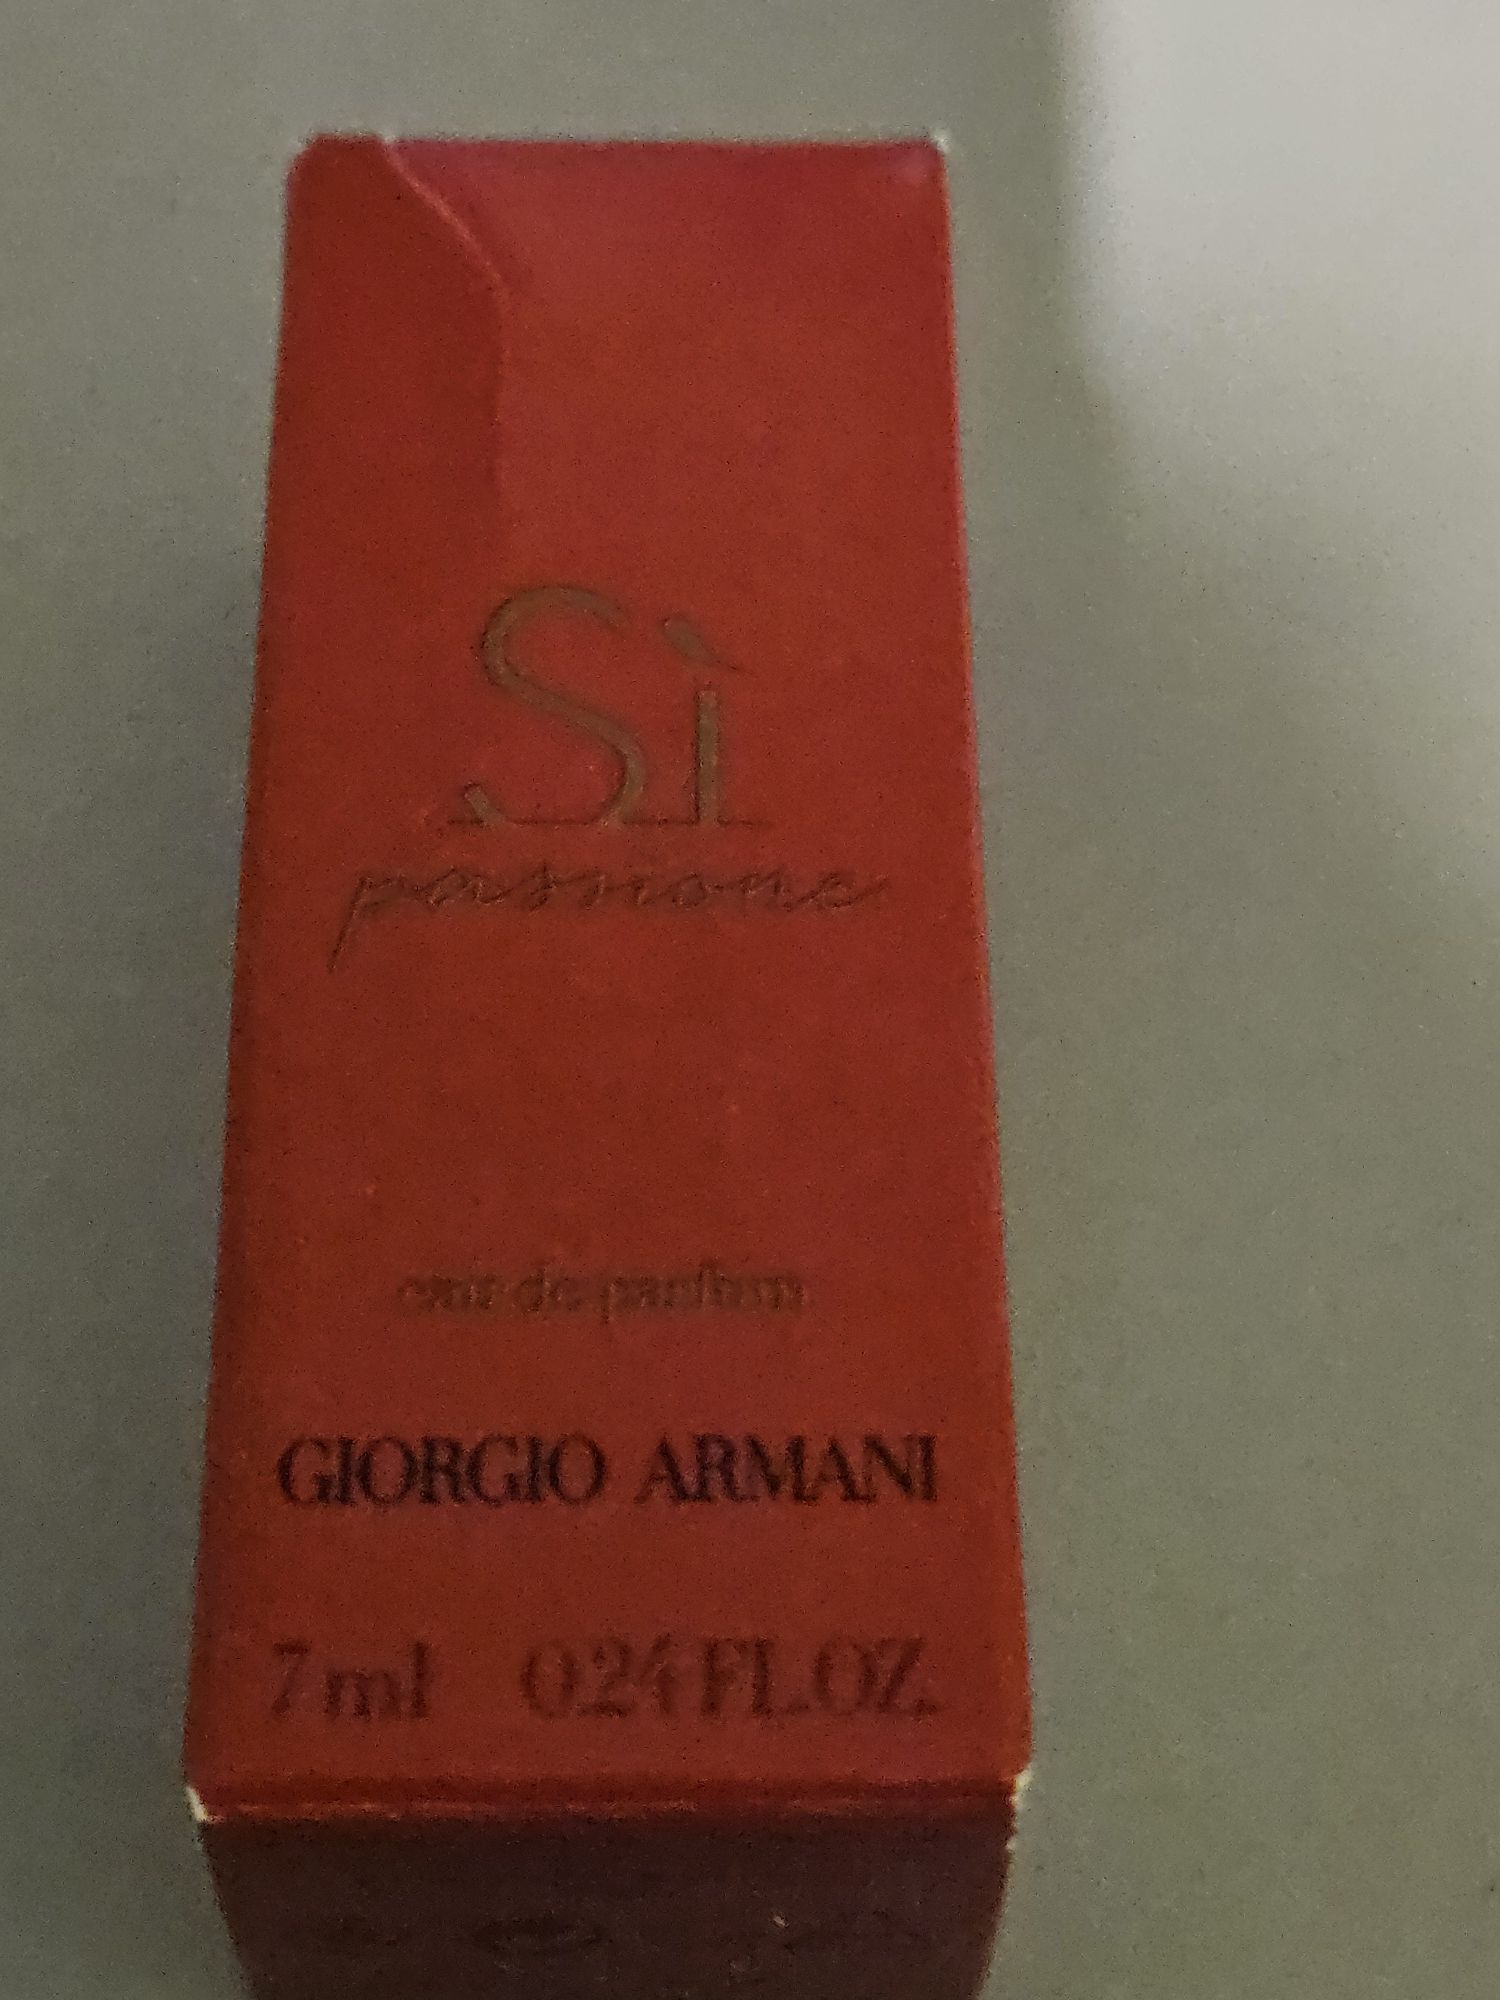 Sì
passione
eau de parfum
GIORGIO ARMANI
7 ml 0.24 FL.OZ.